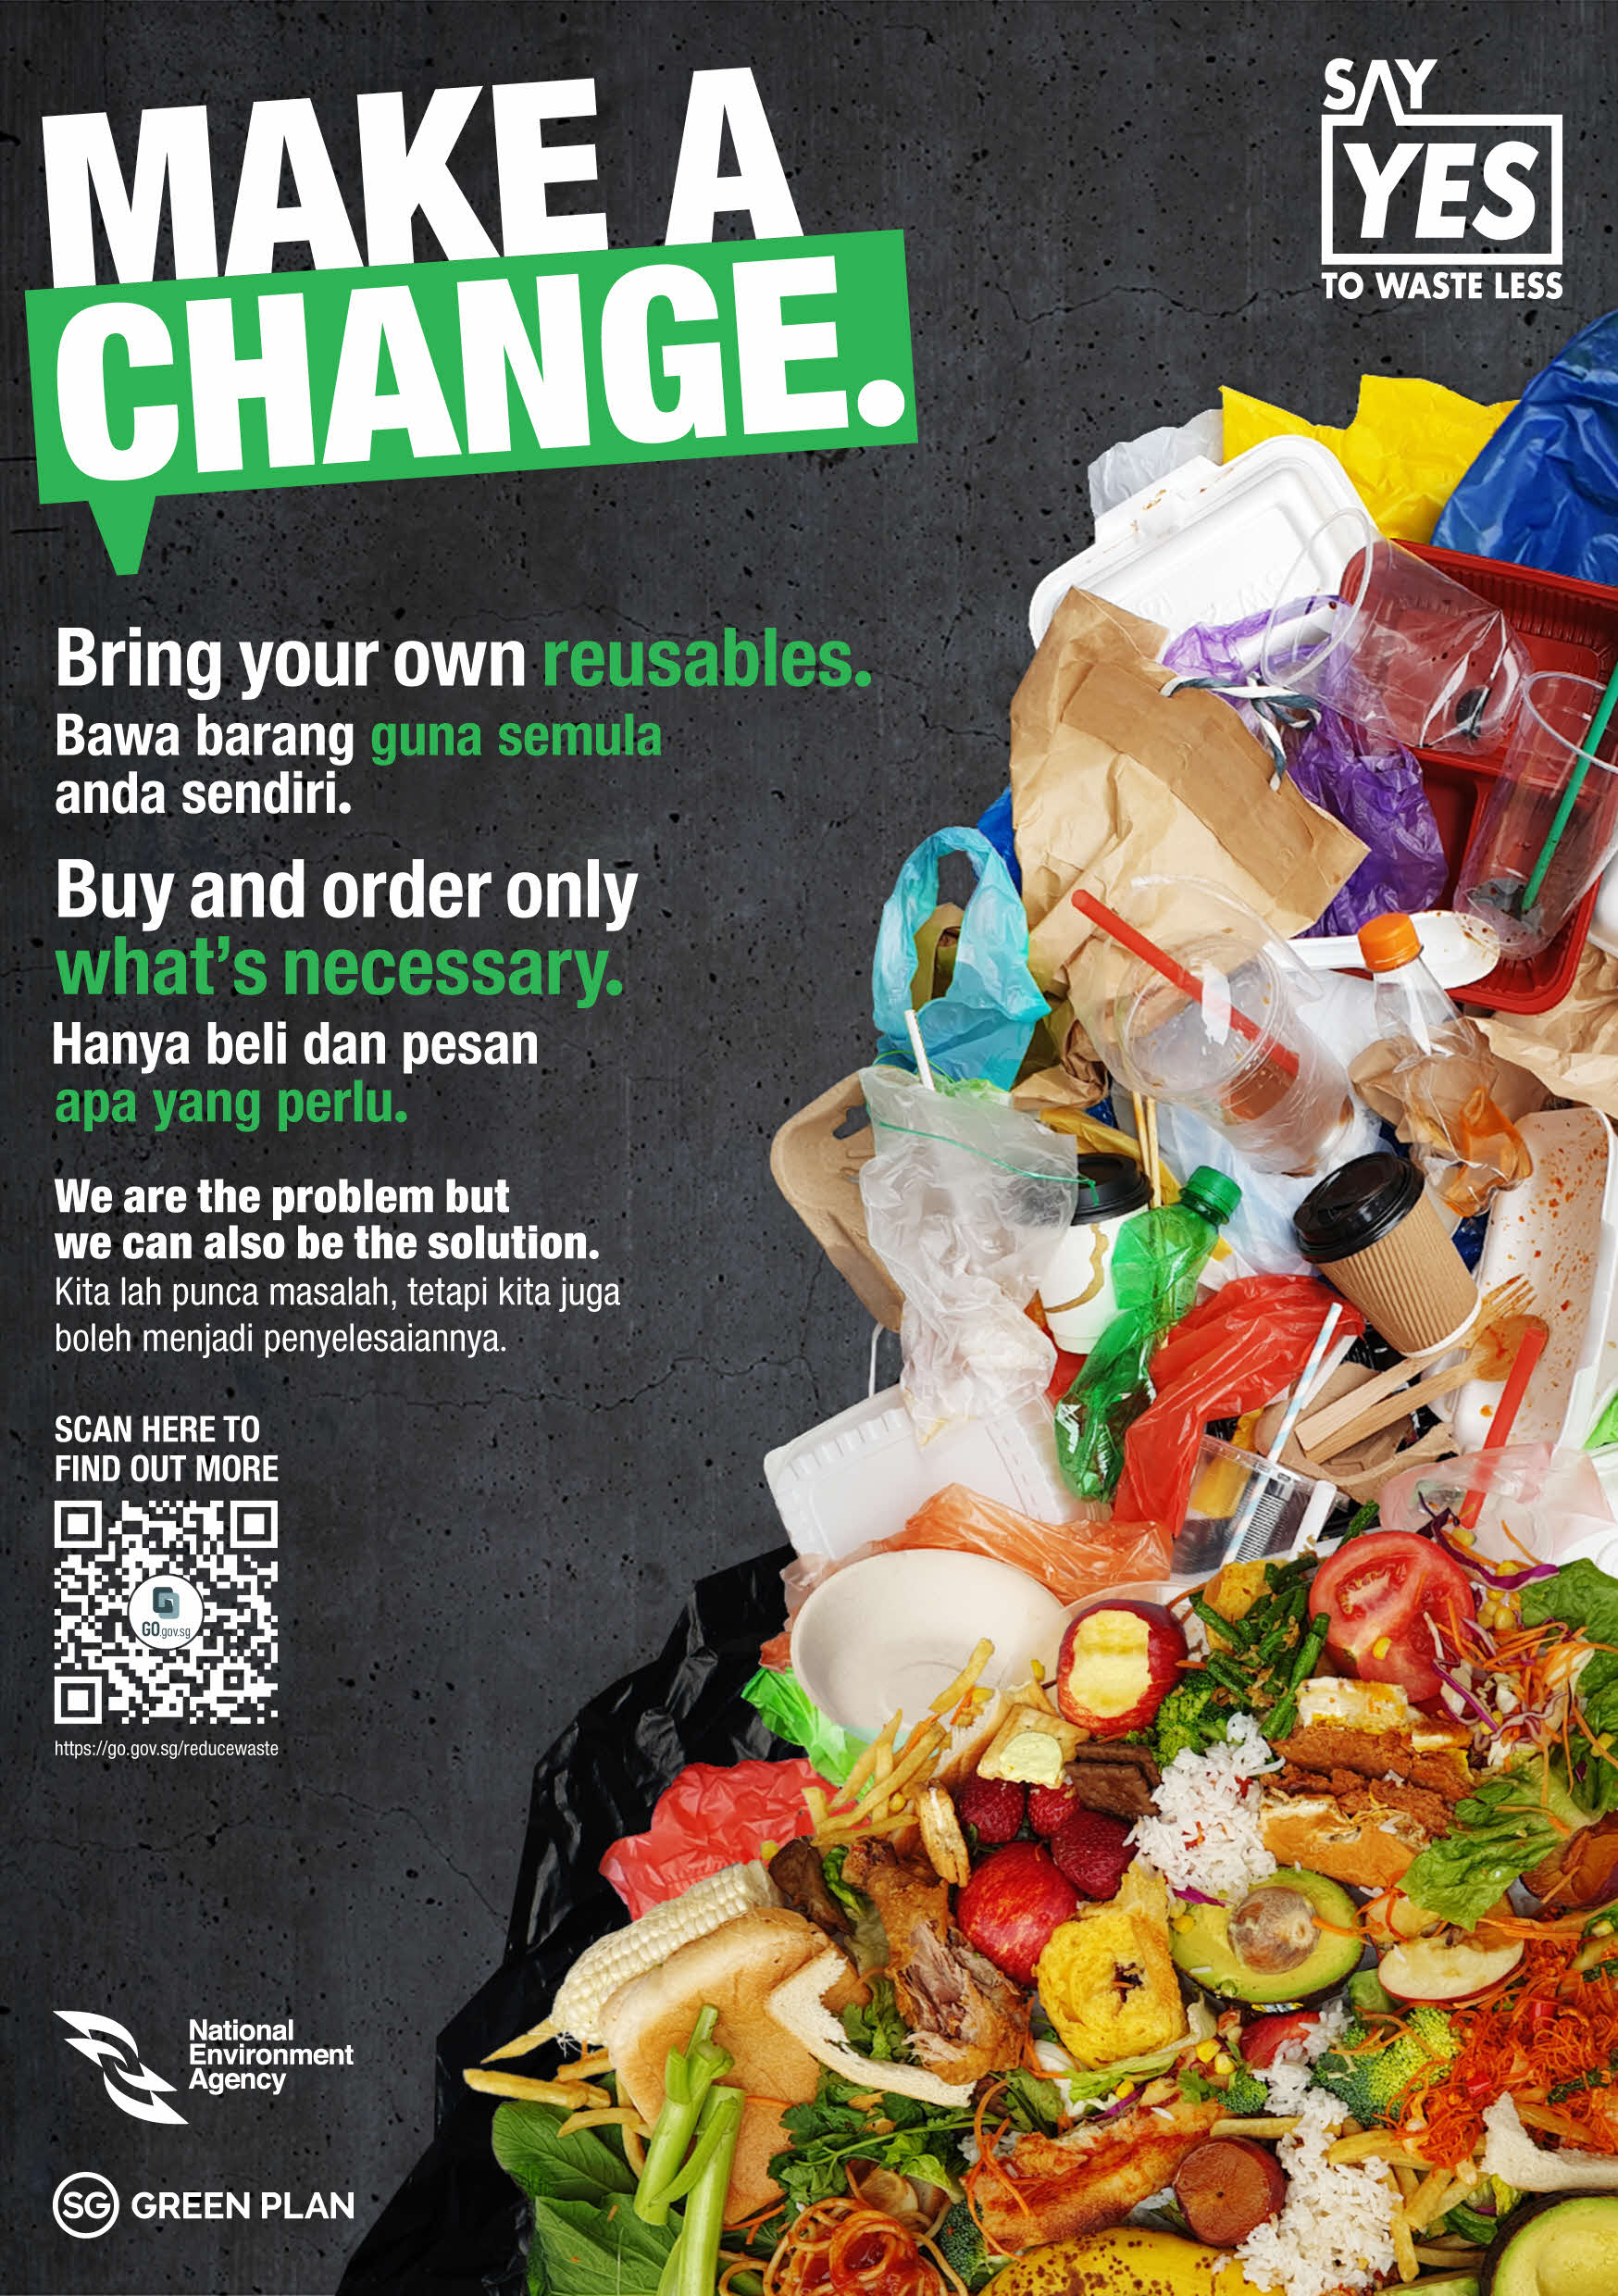 MAKE A
CHANGE.
SAY
YES
TO WASTE LESS
Bring your own reusables.
Bawa barang guna semula
anda sendiri.
Buy and order only
what's necessary.
Hanya beli dan pesan
apa yang perlu.
We are the problem but
we can also be the solution.
Kita lah punca masalah, tetapi kita juga
boleh menjadi penyelesaiannya.
SCAN HERE TO
FIND OUT MORE
GO.gov.sg
https://go.gov.sg/reducewaste
National
Environment
Agency
SG GREEN PLAN